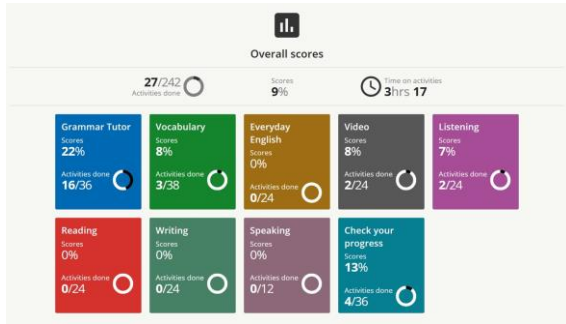 Overall scores
27/242
Activities done
Scores
9%
Time on activities
3hrs 17
Grammar Tutor
Scores
22%
Activities done
16/36
Vocabulary
Scores
8%
Activities done
3/38
Everyday
English
Scores
0%
Activities done
0/24
Video
Scores
8%
Activities done
2/24
Listening
Scores
7%
Activities done
2/24
Reading
Scores
0%
Activities done
0/24
Writing
Scores
0%
Activities done
0/24
Speaking
Scores
0%
Activities done
0/12
Check your
progress
Scores
13%
Activities done
4/36